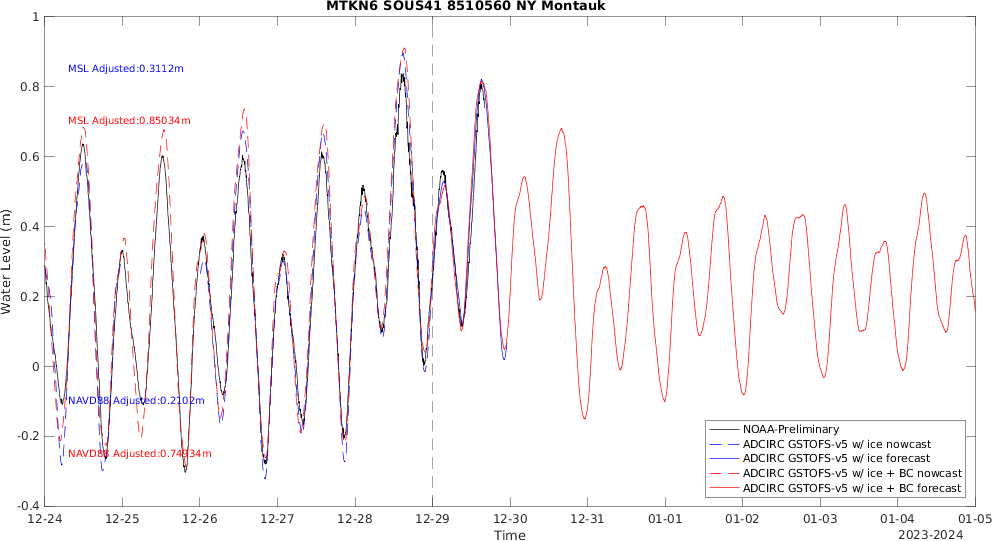 MTKN6 SOUS41 8510560 NY Montauk
MSL Adjusted:0.3112m
MSL Adjusted:0.85034m
NAVD88 Adjusted:0.2102m
NAVD88 Adjusted:0.74934m
Water Level (m)
1
0.8
0.6
0.4
0.2
0
-0.2
-0.4
NOAA-Preliminary
ADCIRC GSTOFS-v5 w/ ice nowcast
ADCIRC GSTOFS-v5 w/ ice forecast
ADCIRC GSTOFS-v5 w/ ice + BC nowcast
ADCIRC GSTOFS-v5 w/ ice + BC forecast
12-24 12-25 12-26 12-27 12-28 12-29 12-30 12-31 01-01 01-02 01-03 01-04 01-05
Time
2023-2024